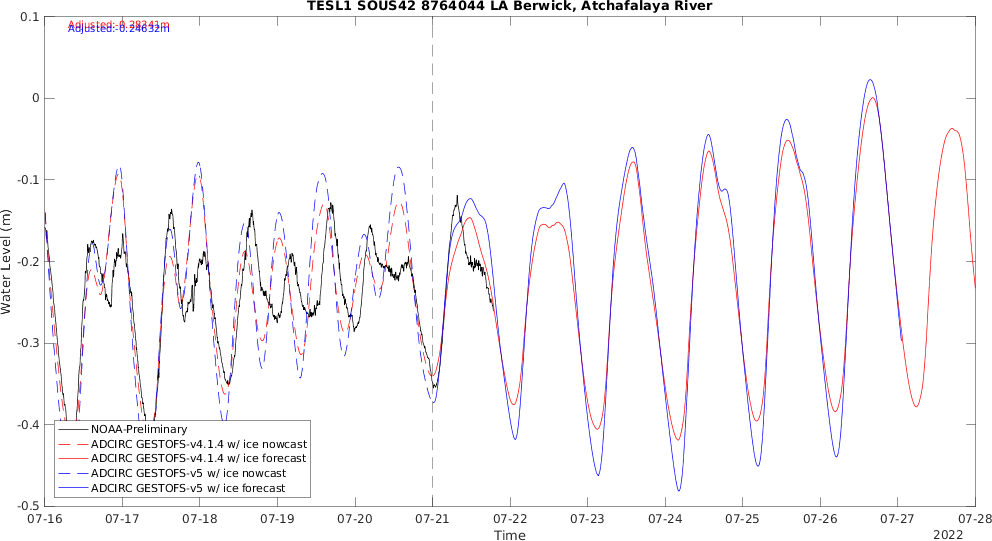 TESL1 SOUS42 8764044 LA Berwick, Atchafalaya River
Adjusted:-0.24632m
0.1
0
-0.1
-0.2
-0.3
-0.4
-0.5
Water Level (m)
NOAA-Preliminary
ADCIRC GESTOFS-v4.1.4 w/ ice nowcast
ADCIRC GESTOFS-v4.1.4 w/ ice forecast
ADCIRC GESTOFS-v5 w/ ice nowcast
ADCIRC GESTOFS-v5 w/ ice forecast
07-16 07-17 07-18 07-19 07-20 07-21 07-22 07-23 07-24 07-25 07-26 07-27 07-28
Time
2022